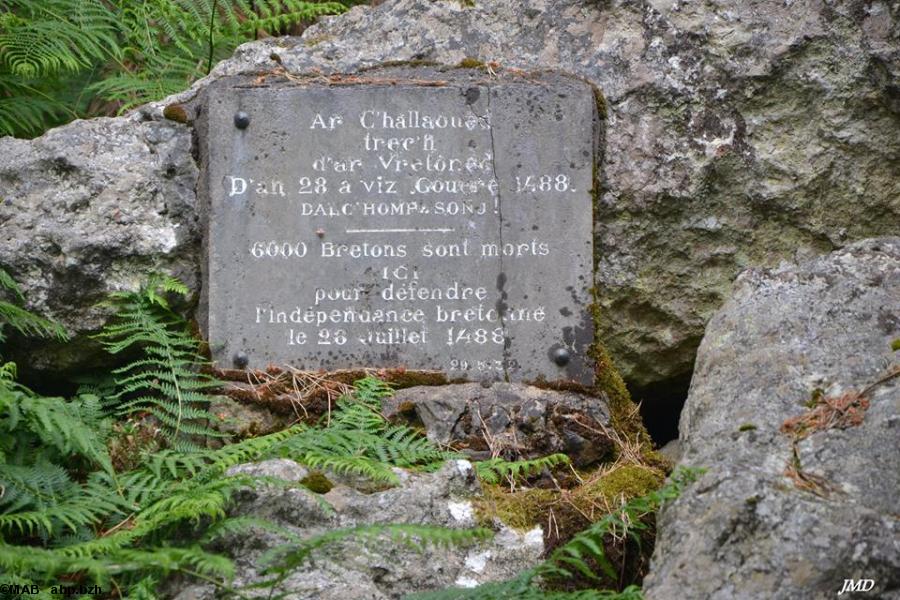 Ar C'hallaoued
trec'h
d'ar Vretoned
D'an 28 a viz Gouere 1488.
DALC'HOMP SONJ!
6000 Bretons sont morts
ICI
pour défendre
l'indépendance bretonne
le 28 Juillet 1488
©MAB abp.bzh
JMD